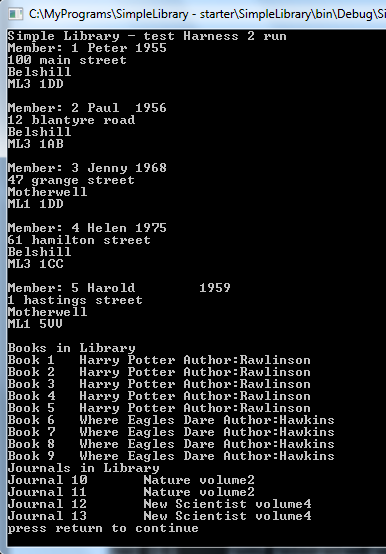 C:\MyPrograms\SimpleLibrary - starter\SimpleLibrary\bin\Debug\Si
Simple Library - test Harness 2 run
Member: 1 Peter 1955
100 main street
Belshill
ML3 1DD
Member: 2 Paul  1956
12 blantyre road
Belshill
ML3 1AB
Member: 3 Jenny 1968
47 grange street
Motherwell
ML1 1DD
Member: 4 Helen 1975
61 hamilton street
Belshill
ML3 1CC
Member: 5 Harold        1959
1 hastings street
Motherwell
ML1 5VV
Books in Library
Book 1   Harry Potter Author:Rawlinson
Book 2   Harry Potter Author:Rawlinson
Book 3   Harry Potter Author:Rawlinson
Book 4   Harry Potter Author:Rawlinson
Book 5   Harry Potter Author:Rawlinson
Book 6   Where Eagles Dare Author:Hawkins
Book 7   Where Eagles Dare Author:Hawkins
Book 8   Where Eagles Dare Author:Hawkins
Book 9   Where Eagles Dare Author:Hawkins
Journals in Library
Journal 10       Nature volume2
Journal 11       Nature volume2
Journal 12       New Scientist volume4
Journal 13       New Scientist volume4
press return to continue